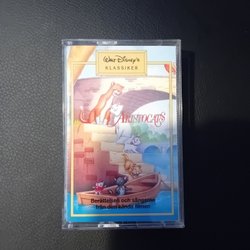 Walt Disney's
KLASSIKER
ARISTOCATS
Berättelsen och sångerna
från den kända filmen